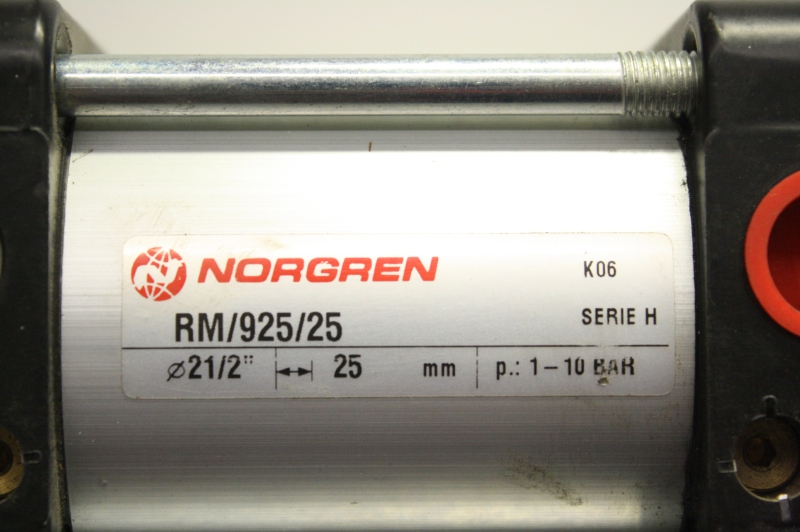 NORGREN K06
RM/925/25 SERIE H
⌀21/2" 25 mm p.: 1-10 BAR